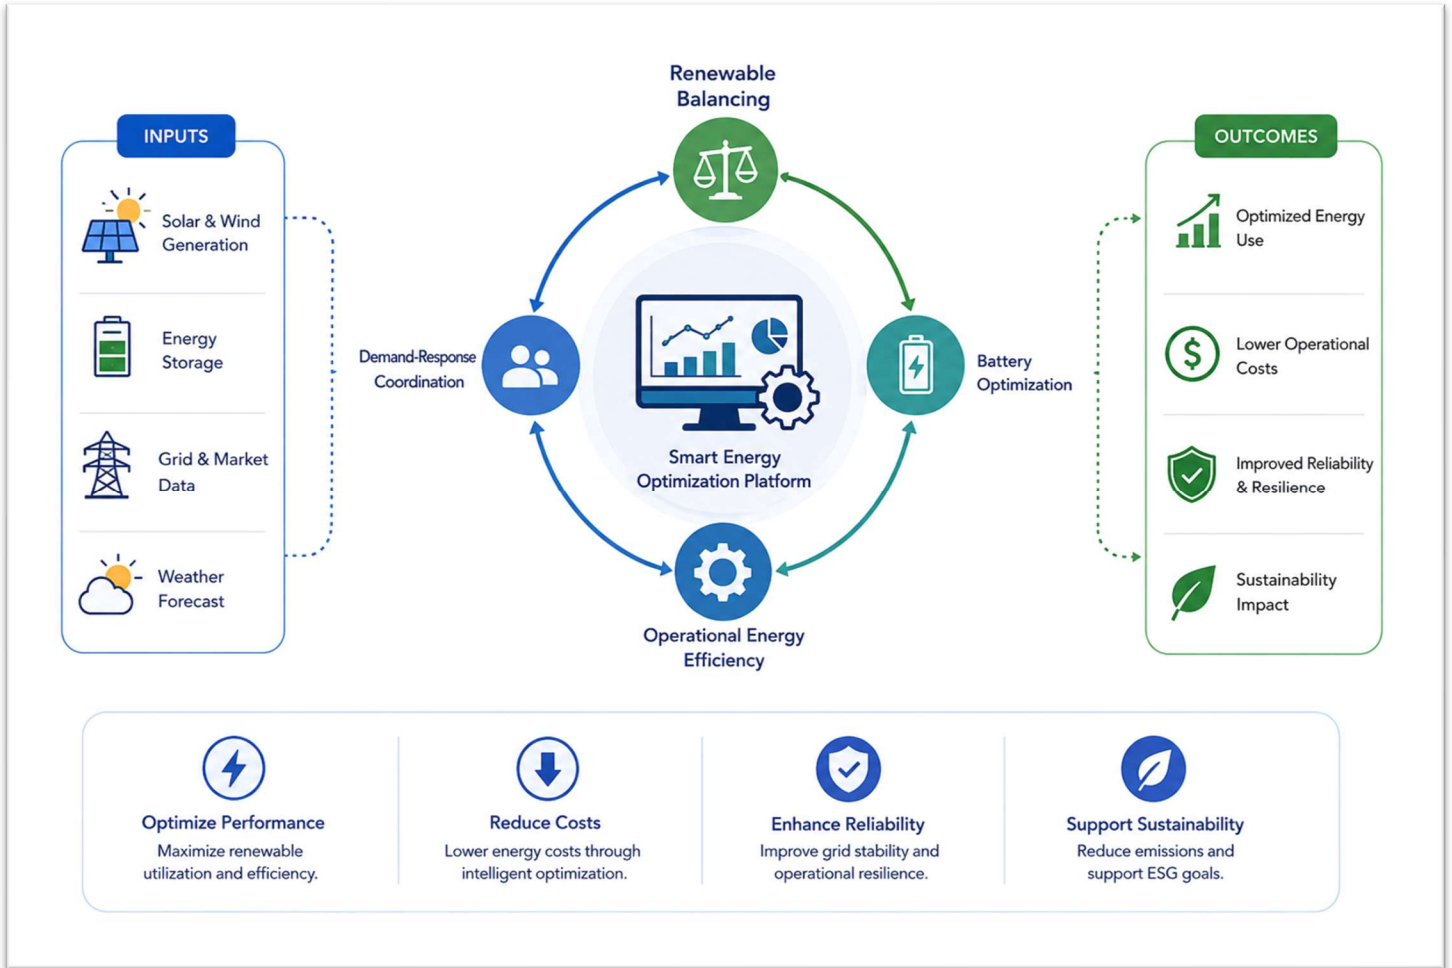 INPUTS
Solar & Wind
Generation
Energy
Storage
Grid & Market
Data
Weather
Forecast
Renewable
Balancing
Demand-Response
Coordination
Smart Energy
Optimization Platform
Battery
Optimization
Operational Energy
Efficiency
OUTCOMES
Optimized Energy
Use
$
Lower Operational
Costs
Improved Reliability
& Resilience
Sustainability
Impact
Optimize Performance
Maximize renewable
utilization and efficiency.
Reduce Costs
Lower energy costs through
intelligent optimization.
Enhance Reliability
Improve grid stability and
operational resilience.
Support Sustainability
Reduce emissions and
support ESG goals.